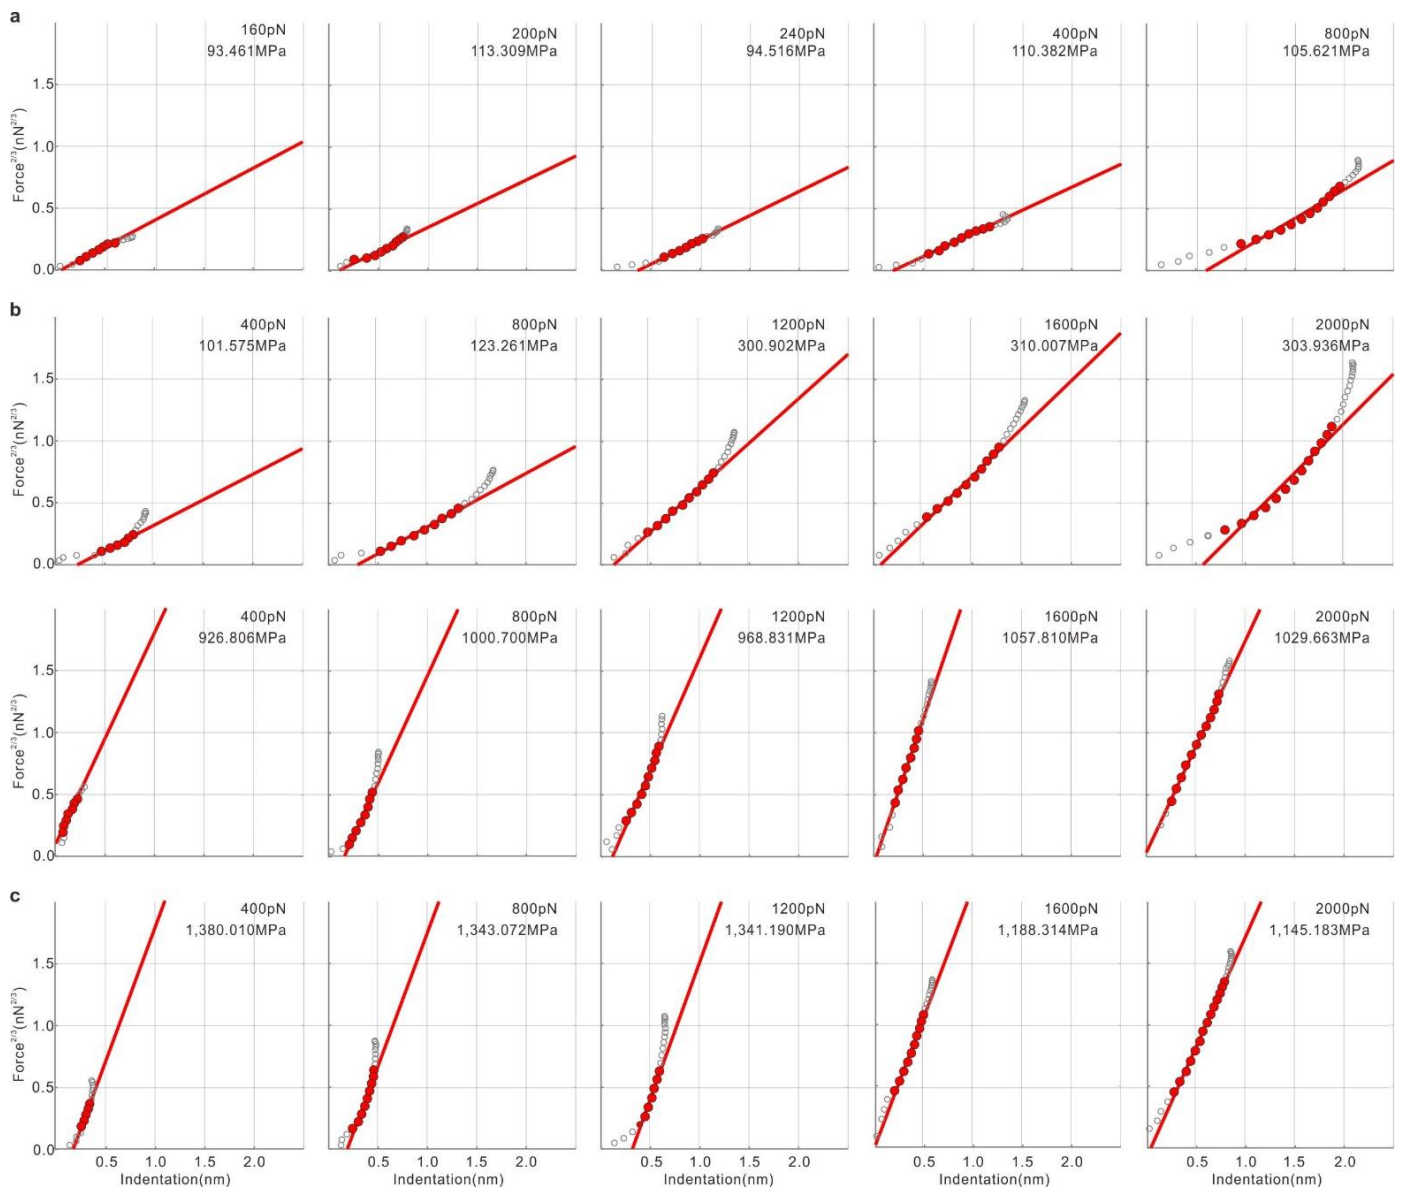 a
160pN 200pN 240pN 400pN 800pN
93.461MPa 113.309MPa 94.516MPa 110.382MPa 105.621MPa
1.5
1.0
0.5
0.0
Force2/3(nN2/3)
b
400pN 800pN 1200pN 1600pN 2000pN
101.575MPa 123.261MPa 300.902MPa 310.007MPa 303.936MPa
1.5
1.0
0.5
0.0
Force2/3(nN2/3)
400pN 800pN 1200pN 1600pN 2000pN
926.806MPa 1000.700MPa 968.831MPa 1057.810MPa 1029.663MPa
1.5
1.0
0.5
0.0
Force2/3(nN2/3)
c
400pN 800pN 1200pN 1600pN 2000pN
1,380.010MPa 1,343.072MPa 1,341.190MPa 1,188.314MPa 1,145.183MPa
1.5
1.0
0.5
0.0
Force2/3(nN2/3)
0.5 1.0 1.5 2.0 0.5 1.0 1.5 2.0 0.5 1.0 1.5 2.0 0.5 1.0 1.5 2.0 0.5 1.0 1.5 2.0
Indentation(nm) Indentation(nm) Indentation(nm) Indentation(nm) Indentation(nm)